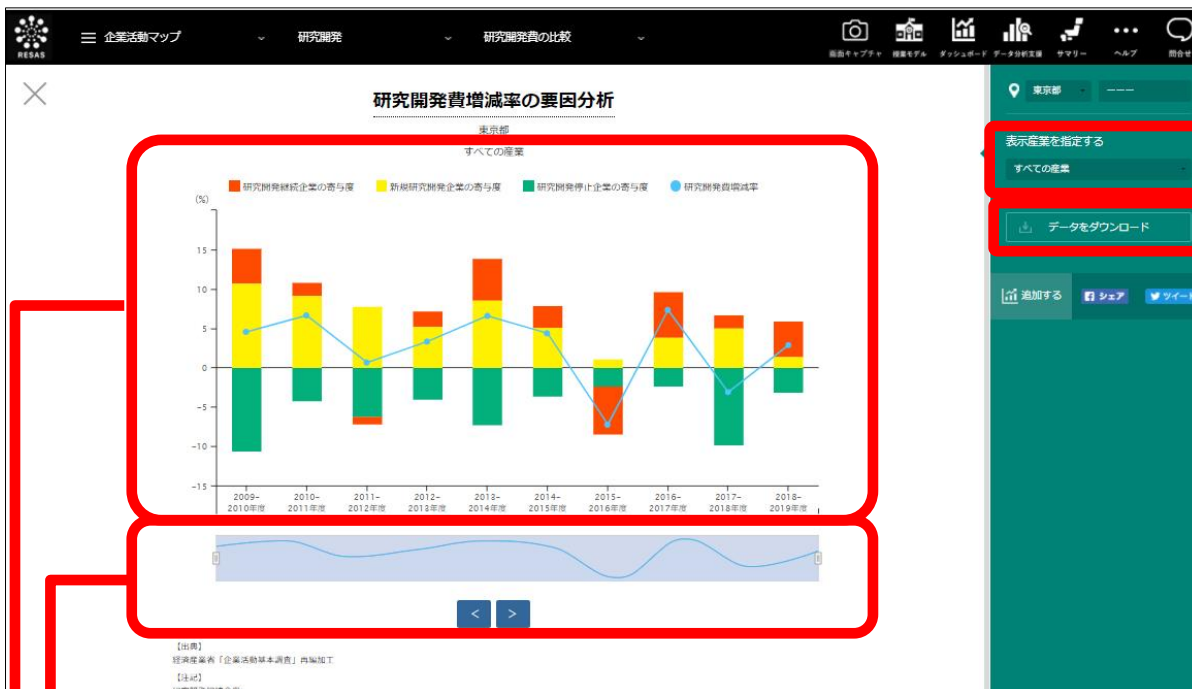 RESAS
企業活動マップ
研究開発
研究開発費の比較
画面キャプチャ
授業モデル
ダッシュボード
データ分析支援
サマリー
ヘルプ
問合せ
研究開発費増減率の要因分析
東京都
すべての産業
研究開発継続企業の寄与度 新規研究開発企業の寄与度 研究開発停止企業の寄与度 研究開発費増減率
(%)
15
10
5
0
-5
-10
-15
2009- 2010- 2011- 2012- 2013- 2014- 2015- 2016- 2017- 2018-
2010年度 2011年度 2012年度 2013年度 2014年度 2015年度 2016年度 2017年度 2018年度 2019年度
< >
【出典】
経済産業省「企業活動基本調査」再編加工
【注記】
東京都 ---
表示産業を指定する
すべての産業
データをダウンロード
追加する シェア ツイート